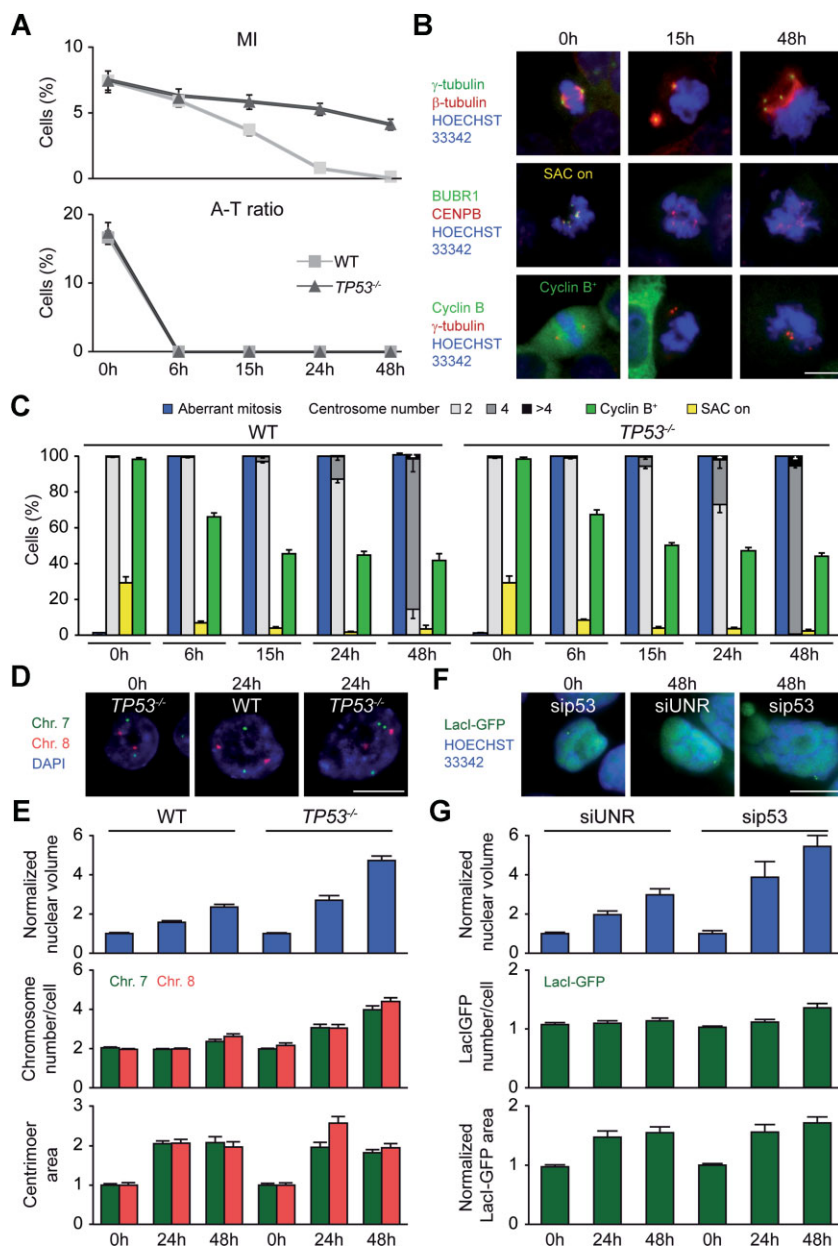 A
MI
Cells (%)
10
5
0
A-T ratio
Cells (%)
20
10
0
WT
TP53-/-
0h 6h 15h 24h 48h
B
0h 15h 48h
γ-tubulin
β-tubulin
HOECHST
33342
SAC on
BUBR1
CENPB
HOECHST
33342
Cyclin B+
Cyclin B
γ-tubulin
HOECHST
33342
C
Aberrant mitosis Centrosome number 2 4 >4 Cyclin B+ SAC on
WT TP53-/-
Cells (%)
100
80
60
40
20
0
0h 6h 15h 24h 48h 0h 6h 15h 24h 48h
D
0h 24h 24h
TP53-/- WT TP53-/-
Chr. 7
Chr. 8
DAPI
E
WT TP53-/-
Normalized
nuclear volume
6
4
2
0
Chr. 7 Chr. 8
Chromosome
number/cell
6
4
2
0
Centrimoer
area
3
2
1
0
0h 24h 48h 0h 24h 48h
F
0h 48h 48h
sip53 siUNR sip53
LacI-GFP
HOECHST
33342
G
siUNR sip53
Normalized
nuclear volume
6
4
2
0
LacI-GFP
LacIGFP
number/cell
2
1
0
Normalized
LacI-GFP area
2
1
0
0h 24h 48h 0h 24h 48h